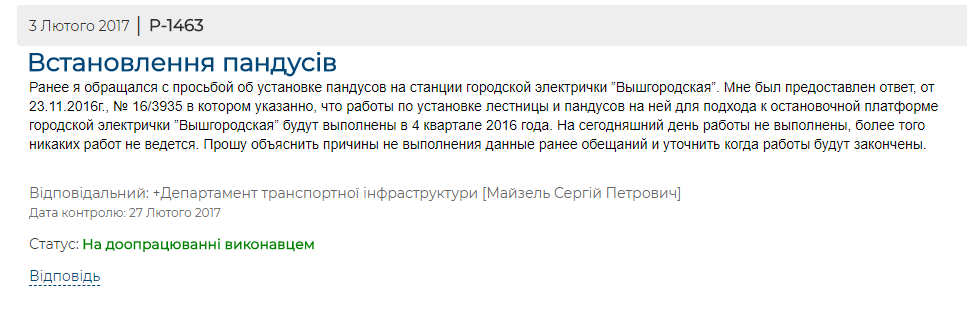 3 Лютого 2017 | Р-1463
Встановлення пандусів
Ранее я обращался с просьбой об установке пандусов на станции городской электрички "Вышгородская". Мне был предоставлен ответ, от
23.11.2016г., № 16/3935 в котором указанно, что работы по установке лестницы и пандусов на ней для подхода к остановочной платформе
городской электрички "Вышгородская" будут выполнены в 4 квартале 2016 года. На сегодняшний день работы не выполнены, более того
никаких работ не ведется. Прошу объяснить причины не выполнения данные ранее обещаний и уточнить когда работы будут закончены.
Відповідальний: +Департамент транспортної інфраструктури [Майзель Сергій Петрович]
Дата контролю: 27 Лютого 2017
Статус: На доопрацюванні виконавцем
Відповідь